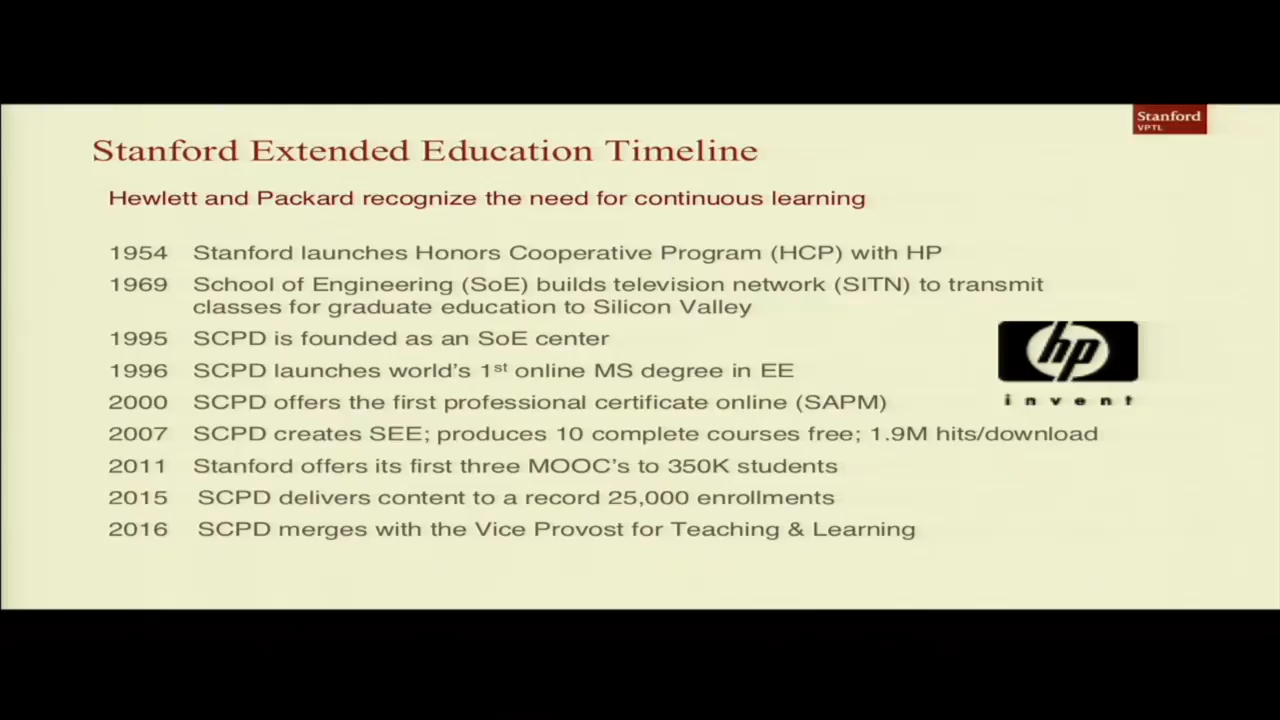 Stanford
VPTL
Stanford Extended Education Timeline
Hewlett and Packard recognize the need for continuous learning
1954 Stanford launches Honors Cooperative Program (HCP) with HP
1969 School of Engineering (SoE) builds television network (SITN) to transmit
classes for graduate education to Silicon Valley
1995 SCPD is founded as an SoE center
1996 SCPD launches world's 1st online MS degree in EE
2000 SCPD offers the first professional certificate online (SAPM)
2007 SCPD creates SEE; produces 10 complete courses free; 1.9M hits/download
2011 Stanford offers its first three MOOC's to 350K students
2015 SCPD delivers content to a record 25,000 enrollments
2016 SCPD merges with the Vice Provost for Teaching & Learning
hp
invent